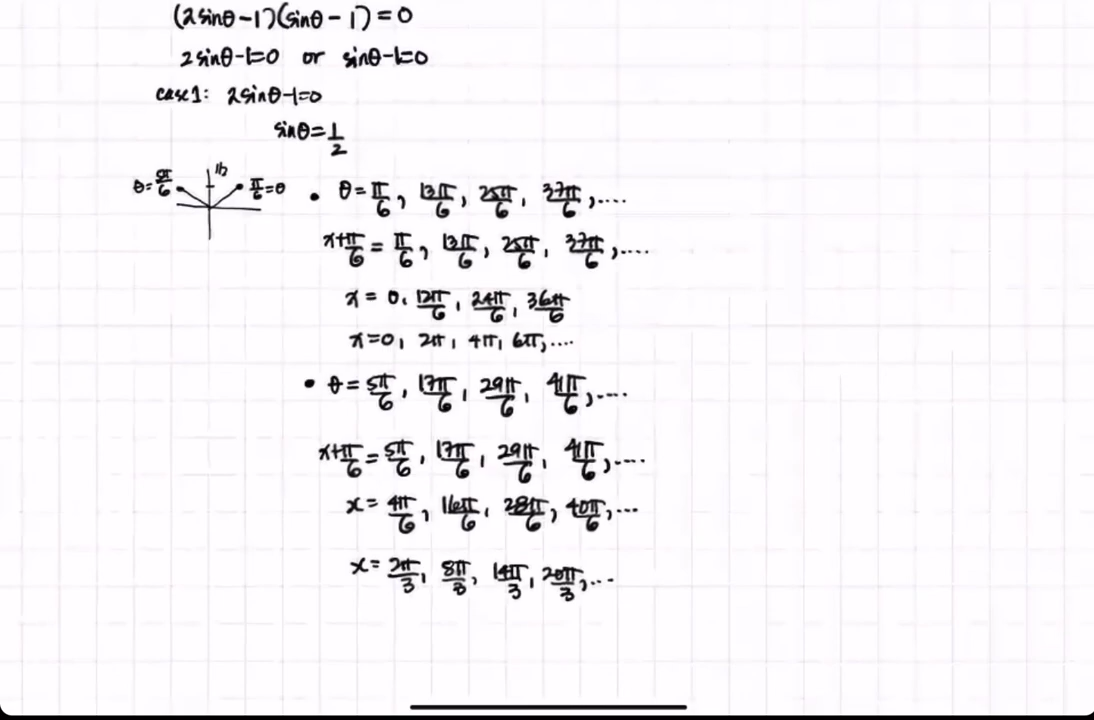 (2sinθ-1)(sinθ-1)=0
2sinθ-1=0 or sinθ-1=0
case1: 2sinθ-1=0
sinθ=1/2
θ=5π/6 1/2 π/6=θ
• θ=π/6, 13π/6, 25π/6, 37π/6,....
x+π/6=π/6, 13π/6, 25π/6, 37π/6,....
x=0, 12π/6, 24π/6, 36π/6
x=0, 2π, 4π, 6π,....
• θ=5π/6, 17π/6, 29π/6, 41π/6,....
x+π/6=5π/6, 17π/6, 29π/6, 41π/6,....
x=4π/6, 16π/6, 28π/6, 40π/6,...
x=2π/3, 8π/3, 14π/3, 20π/3,...